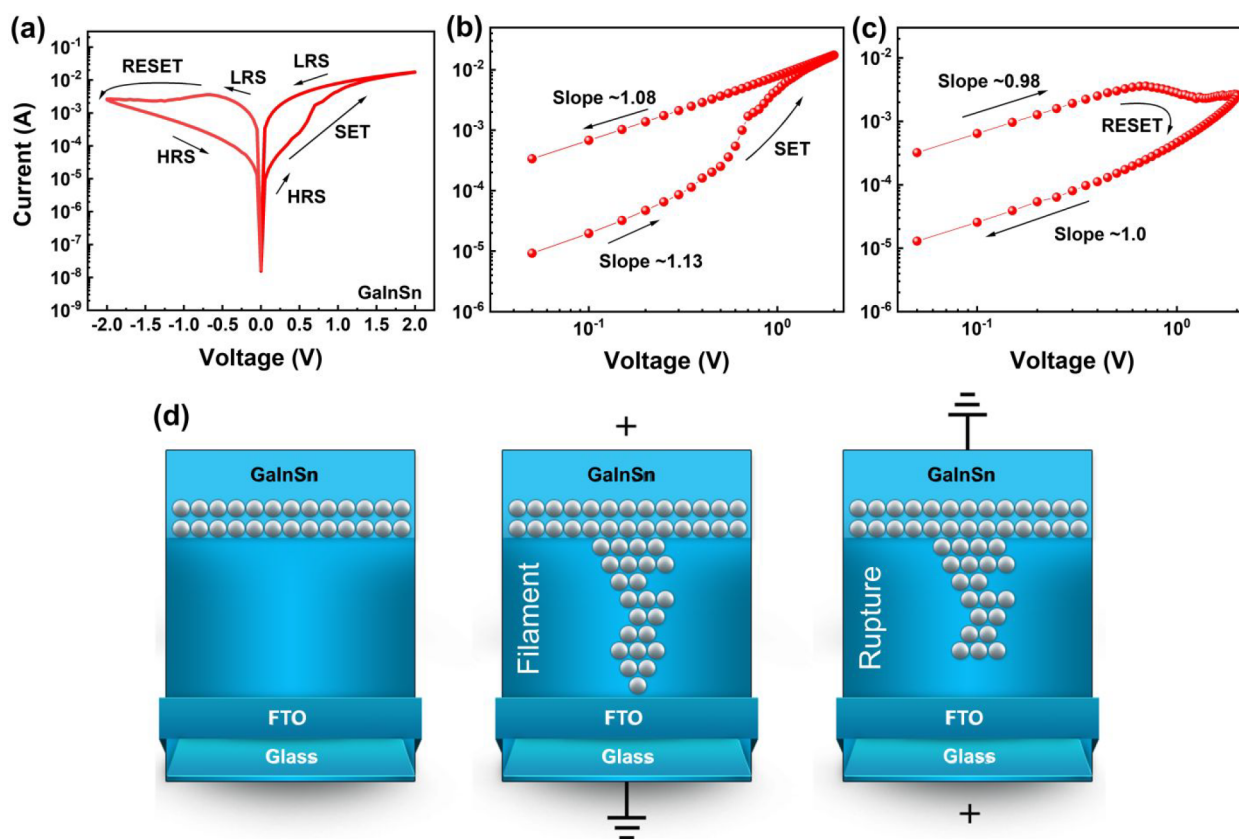 (a)
10⁻¹
10⁻²
10⁻³
10⁻⁴
10⁻⁵
10⁻⁶
10⁻⁷
10⁻⁸
10⁻⁹
Current (A)
RESET
LRS
LRS
SET
HRS
HRS
GaInSn
-2.0 -1.5 -1.0 -0.5 0.0 0.5 1.0 1.5 2.0
Voltage (V)
(b)
10⁻²
10⁻³
10⁻⁴
10⁻⁵
10⁻⁶
Slope ~1.08
SET
Slope ~1.13
10⁻¹ 10⁰
Voltage (V)
(c)
10⁻²
10⁻³
10⁻⁴
10⁻⁵
10⁻⁶
Slope ~0.98
RESET
Slope ~1.0
10⁻¹ 10⁰
Voltage (V)
(d)
GaInSn
FTO
Glass
+
GaInSn
Filament
FTO
Glass
GaInSn
Rupture
FTO
Glass
+